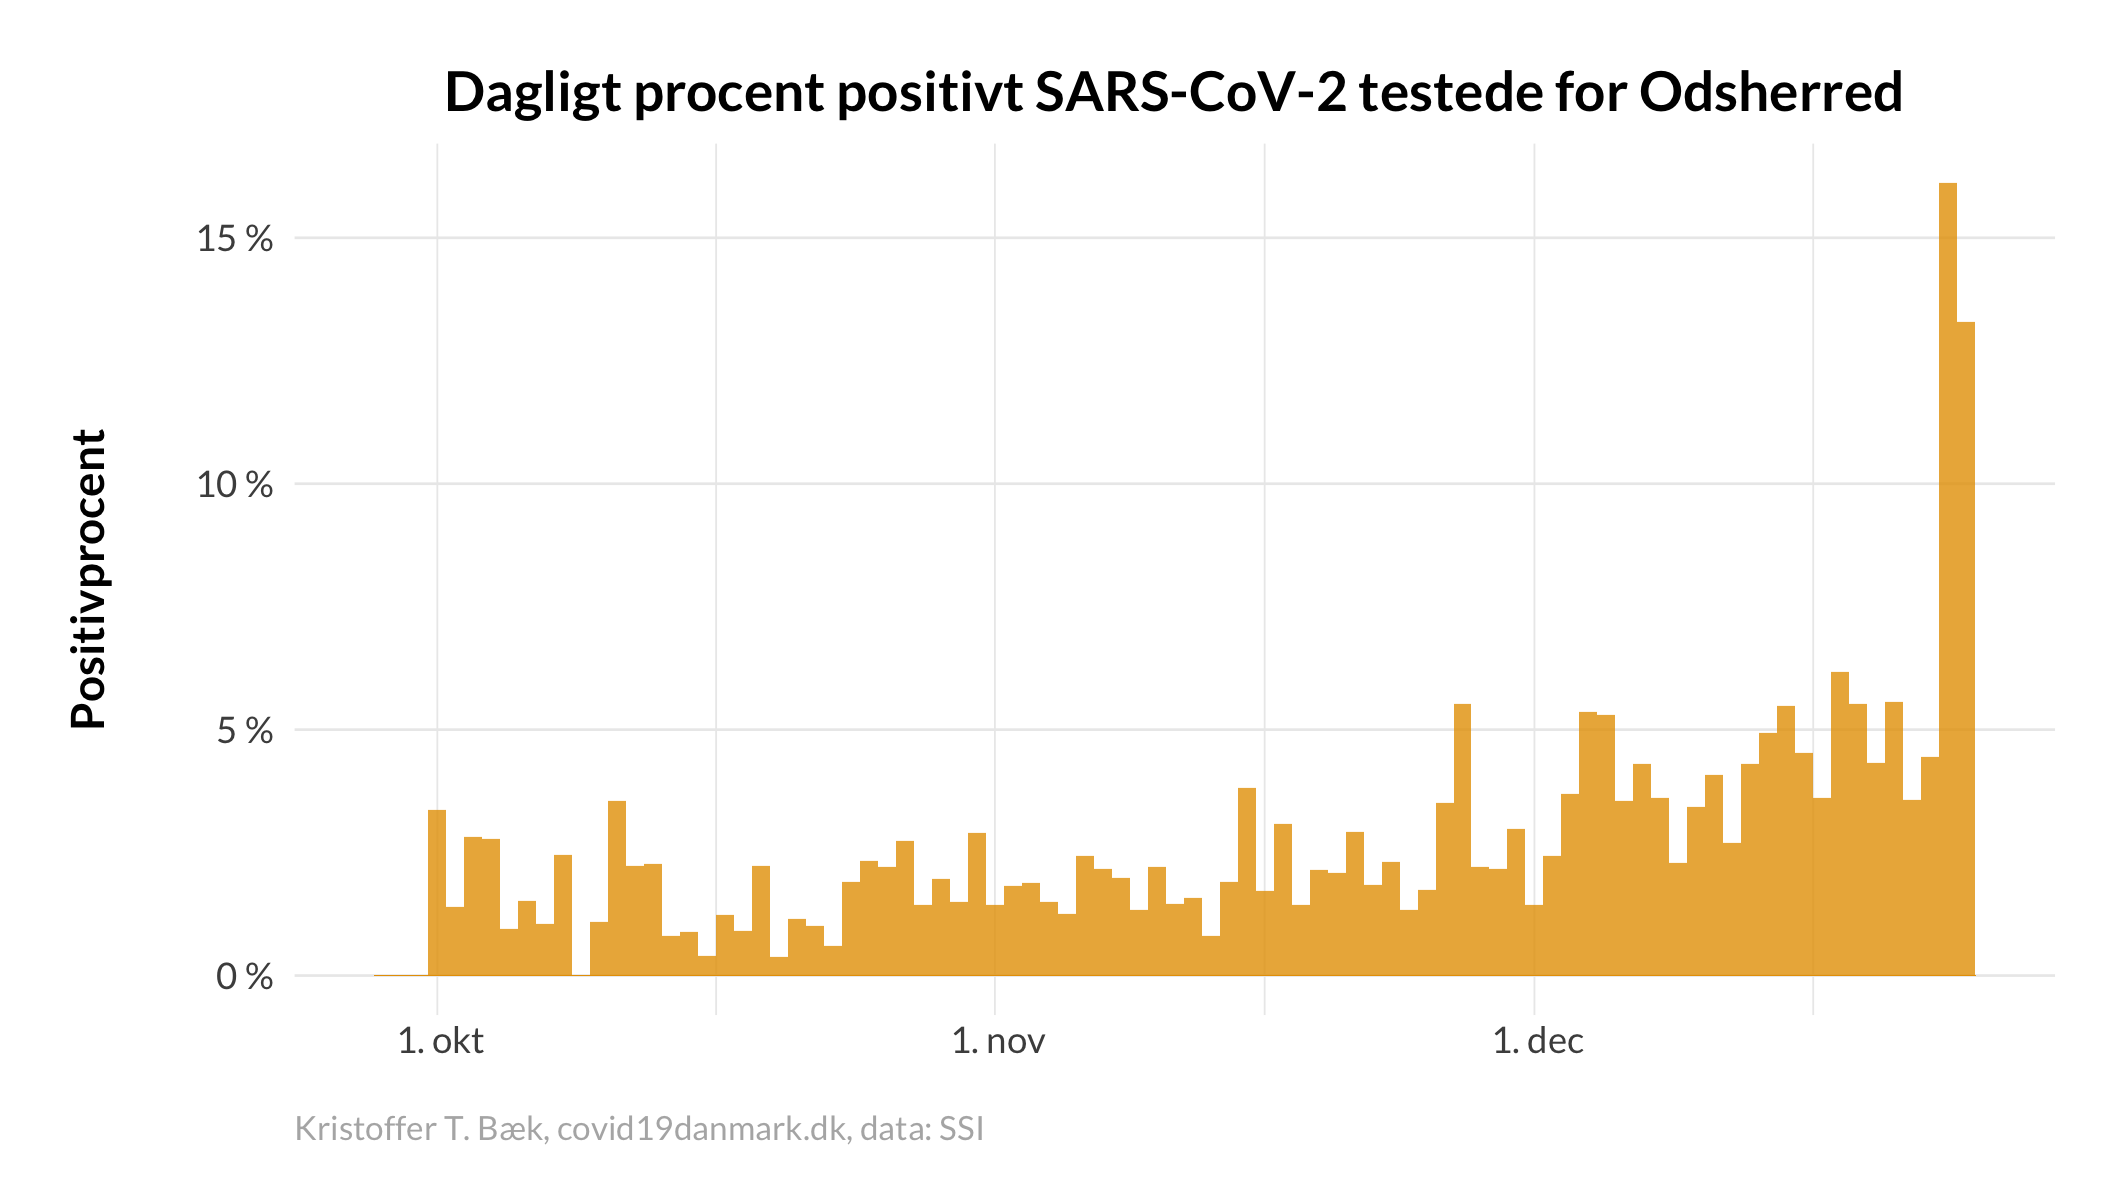 Dagligt procent positivt SARS-CoV-2 testede for Odsherred
Positivprocent
15 %
10 %
5 %
0 %
1. okt
1. nov
1. dec
Kristoffer T. Bæk, covid19danmark.dk, data: SSI